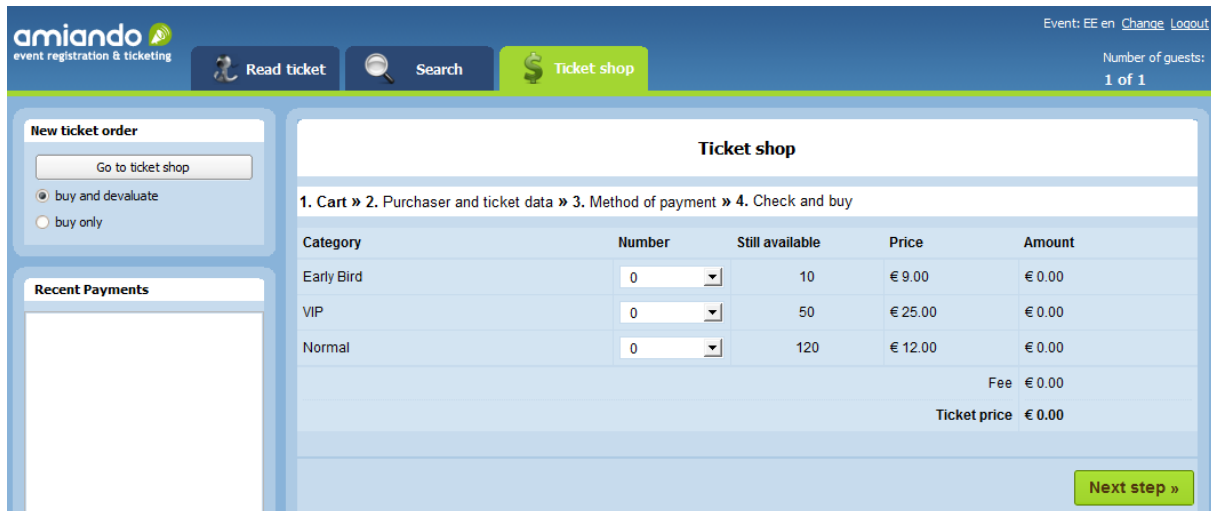 amiando
event registration & ticketing
Read ticket
Search
Ticket shop
Event: EE en Change Logout
Number of guests:
1 of 1
New ticket order
Go to ticket shop
buy and devaluate
buy only
Recent Payments
Ticket shop
1. Cart » 2. Purchaser and ticket data » 3. Method of payment » 4. Check and buy
Category Number Still available Price Amount
Early Bird 0 10 € 9.00 € 0.00
VIP 0 50 € 25.00 € 0.00
Normal 0 120 € 12.00 € 0.00
Fee € 0.00
Ticket price € 0.00
Next step »